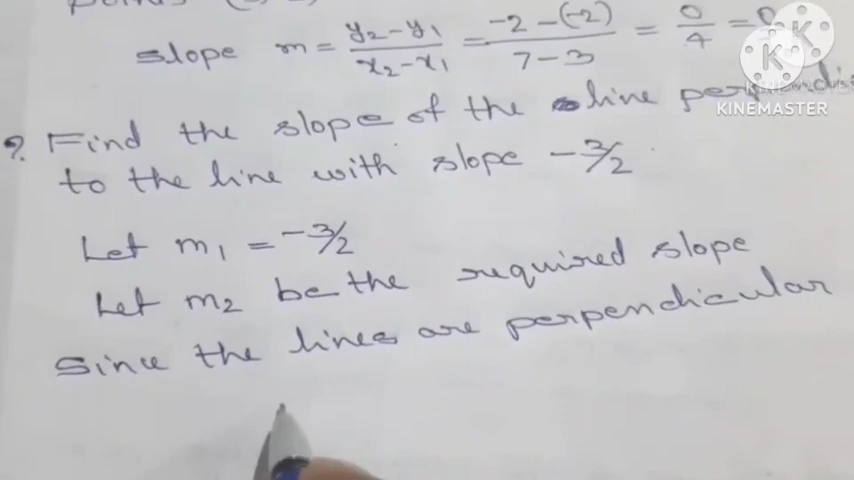 slope m = y₂-y₁/x₂-x₁ = -2-(-2)/7-3 = 0/4 = 0
KINEMASTER
? Find the slope of the line
to the line with slope -3/2
Let m₁ = -3/2
Let m₂ be the required slope
Since the lines are perpendicular